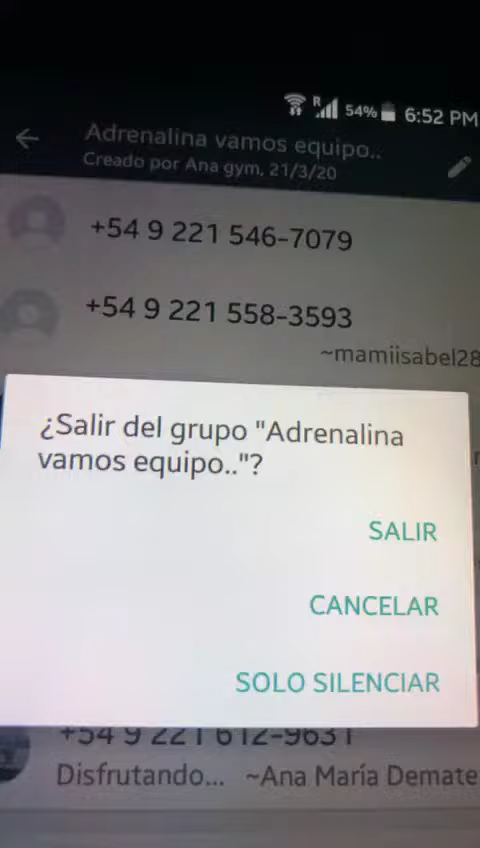 R 54% 6:52 PM
Adrenalina vamos equipo..
Creado por Ana gym, 21/3/20
+54 9 221 546-7079
+54 9 221 558-3593
~mamiisabel28
¿Salir del grupo "Adrenalina
vamos equipo.."?
SALIR
CANCELAR
SOLO SILENCIAR
+54 9 221 612-9631
Disfrutando... ~Ana María Demate